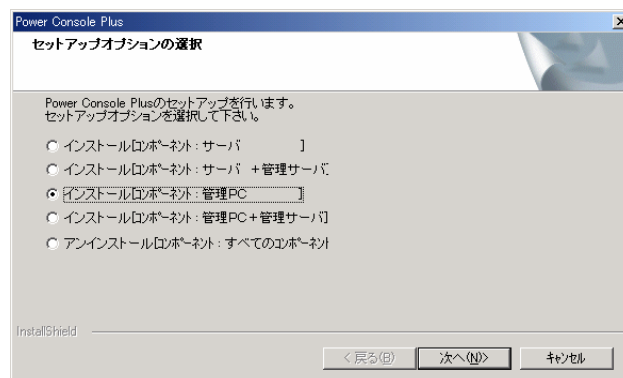 Power Console Plus
セットアップオプションの選択
Power Console Plusのセットアップを行います。
セットアップオプションを選択して下さい。
インストール[ｺﾝﾎﾟｰﾈﾝﾄ : サーバ ]
インストール[ｺﾝﾎﾟｰﾈﾝﾄ : サーバ +管理サーバ]
インストール[ｺﾝﾎﾟｰﾈﾝﾄ : 管理PC ]
インストール[ｺﾝﾎﾟｰﾈﾝﾄ : 管理PC+管理サーバ]
アンインストール[ｺﾝﾎﾟｰﾈﾝﾄ : すべてのｺﾝﾎﾟｰﾈﾝﾄ
InstallShield
< 戻る(B) 次へ(N)> ｷｬﾝｾﾙ